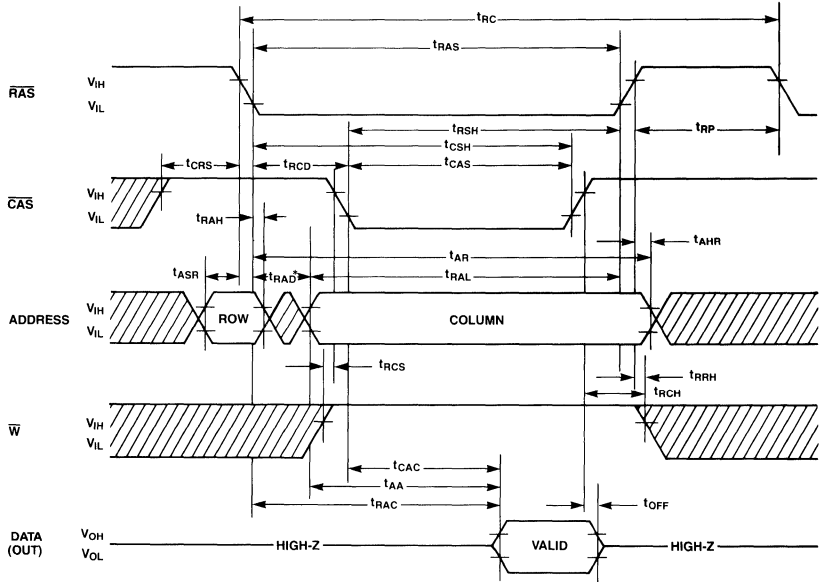 tRC
tRAS
RAS
VIH
VIL
tRSH
tRP
tCSH
tCRS
tRCD
tCAS
CAS
VIH
VIL
tRAH
tAHR
tAR
tASR
tRAD*
tRAL
ADDRESS
VIH
VIL
ROW
COLUMN
tRCS
tRRH
tRCH
W
VIH
VIL
tCAC
tAA
tRAC
tOFF
DATA
(OUT)
VOH
VOL
HIGH-Z
VALID
HIGH-Z